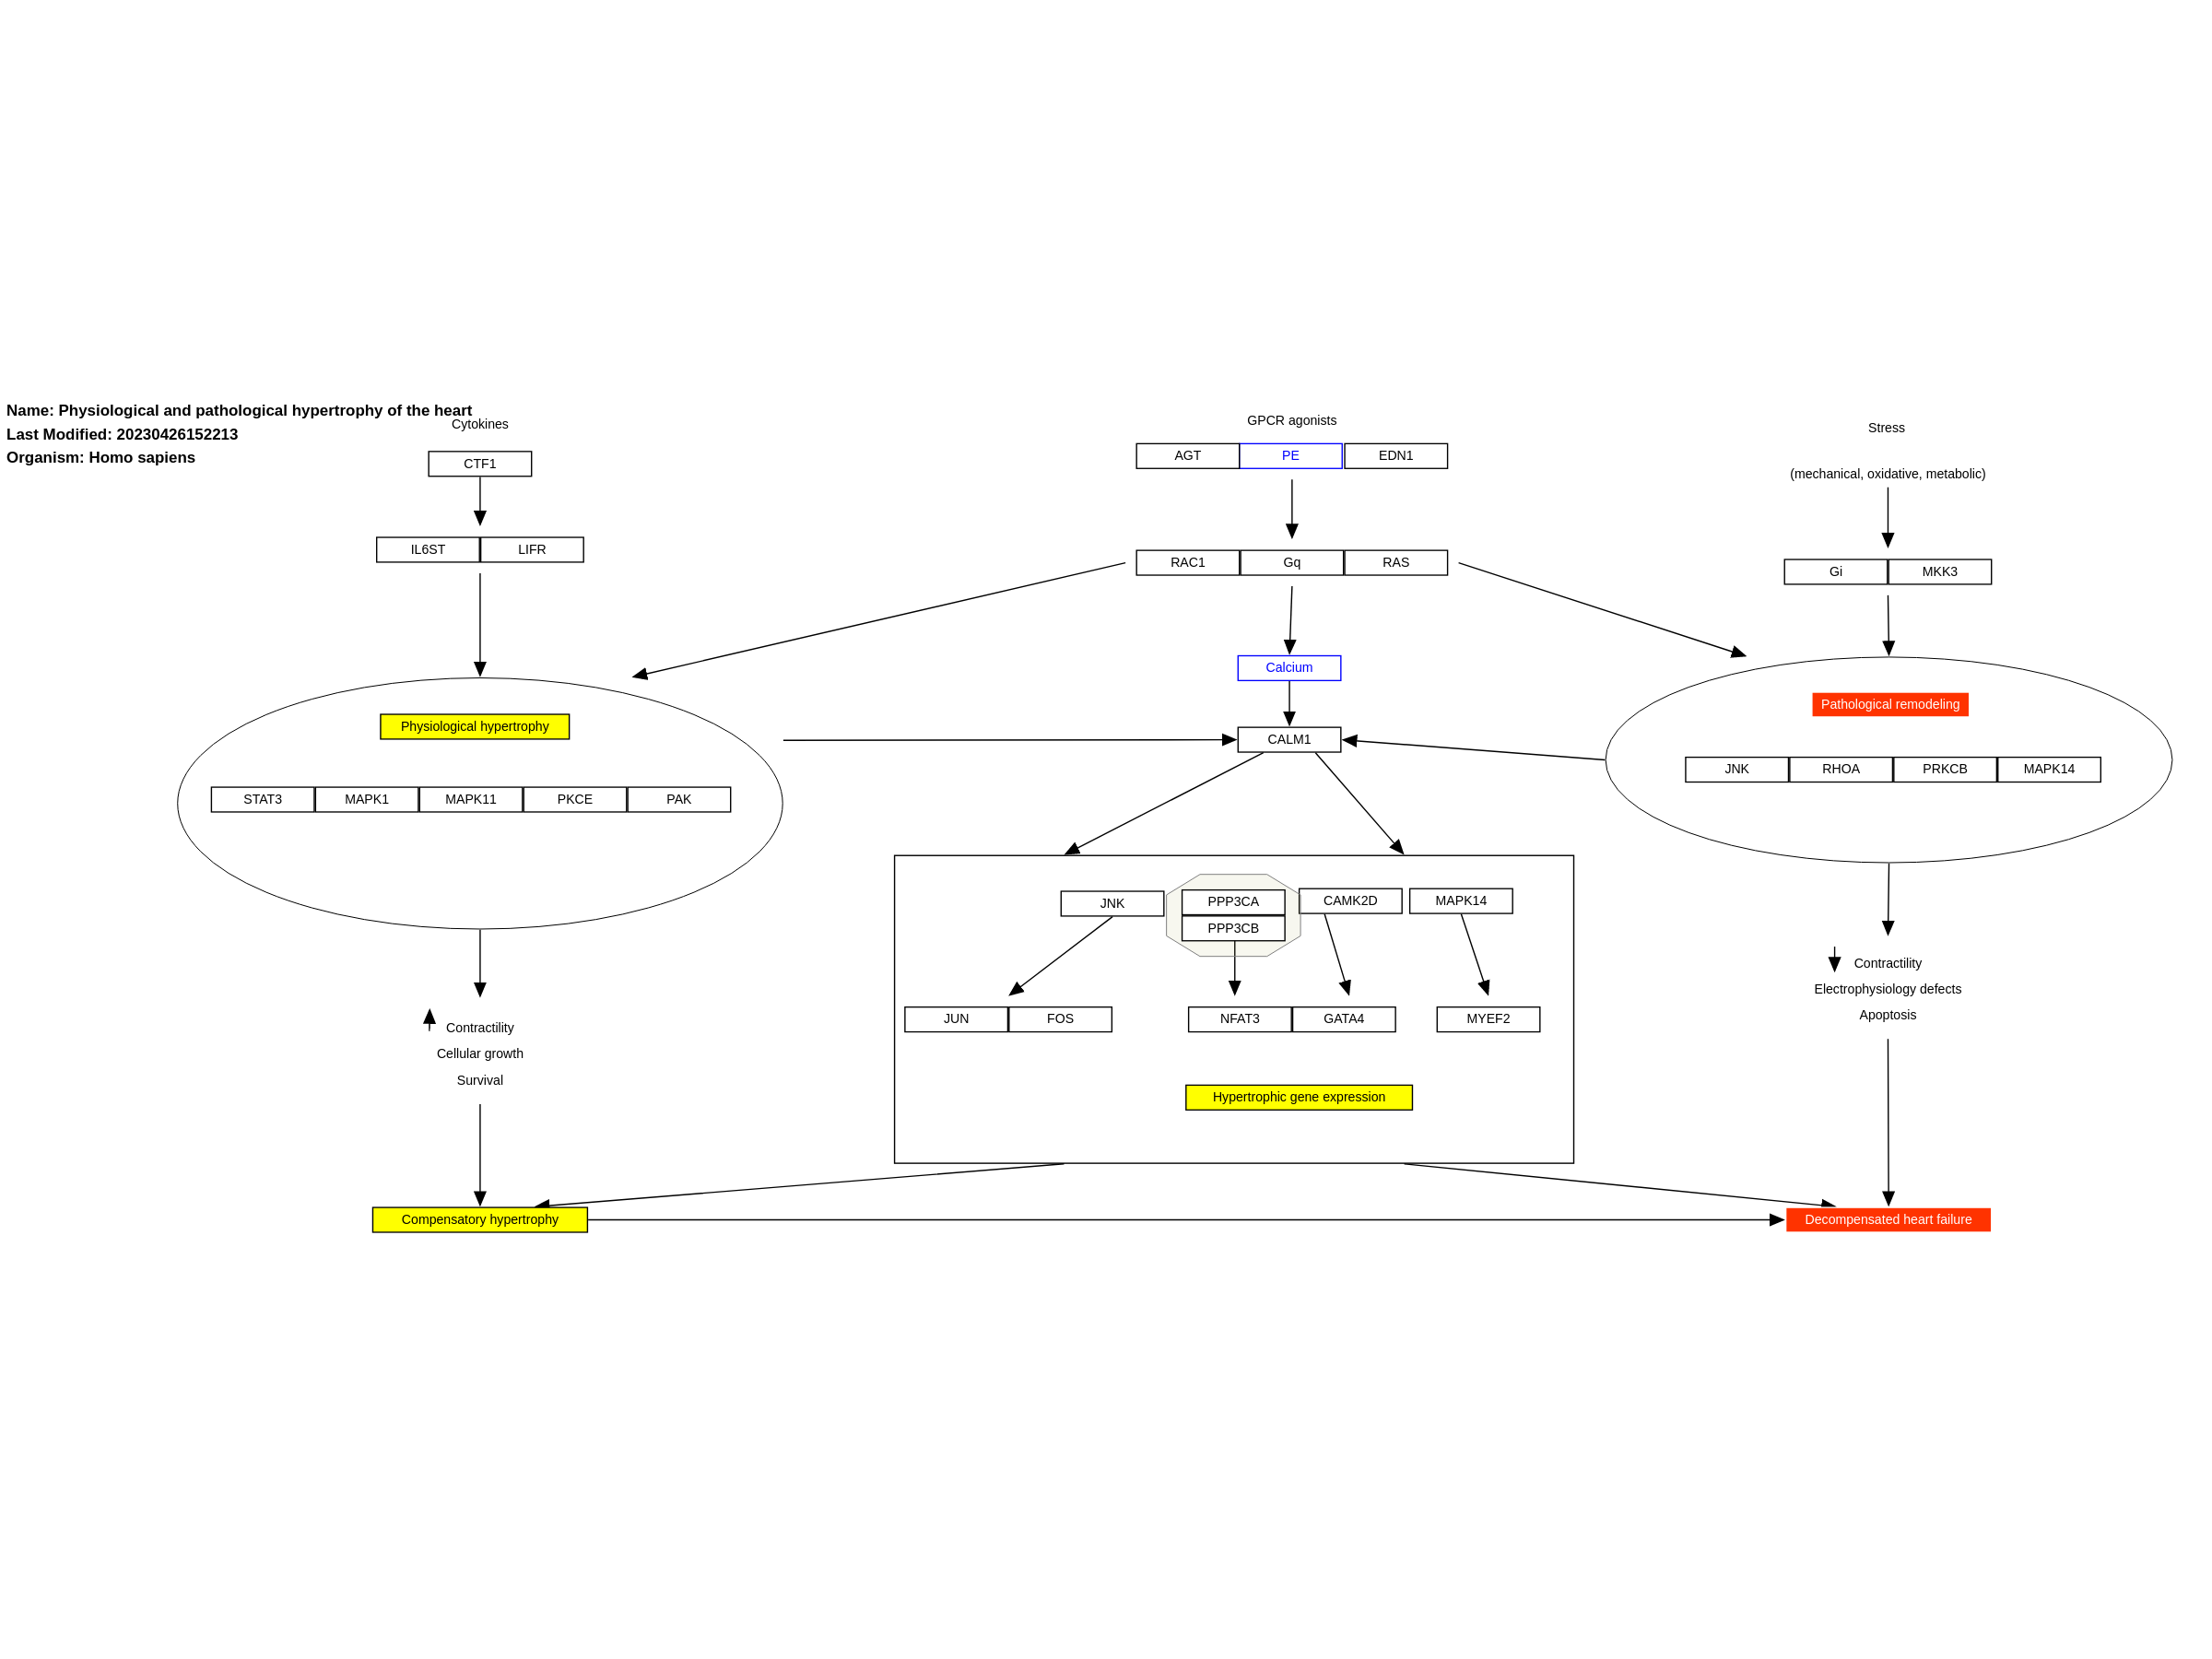 Name: Physiological and pathological hypertrophy of the heart
Last Modified: 20230426152213
Organism: Homo sapiens
Cytokines
GPCR agonists
Stress
(mechanical, oxidative, metabolic)
CTF1
AGT PE EDN1
IL6ST LIFR
RAC1 Gq RAS
Gi MKK3
Calcium
Physiological hypertrophy
CALM1
Pathological remodeling
STAT3 MAPK1 MAPK11 PKCE PAK
JNK RHOA PRKCB MAPK14
JNK
PPP3CA
PPP3CB
CAMK2D
MAPK14
JUN FOS
NFAT3 GATA4
MYEF2
Hypertrophic gene expression
Contractility
Cellular growth
Survival
Contractility
Electrophysiology defects
Apoptosis
Compensatory hypertrophy
Decompensated heart failure